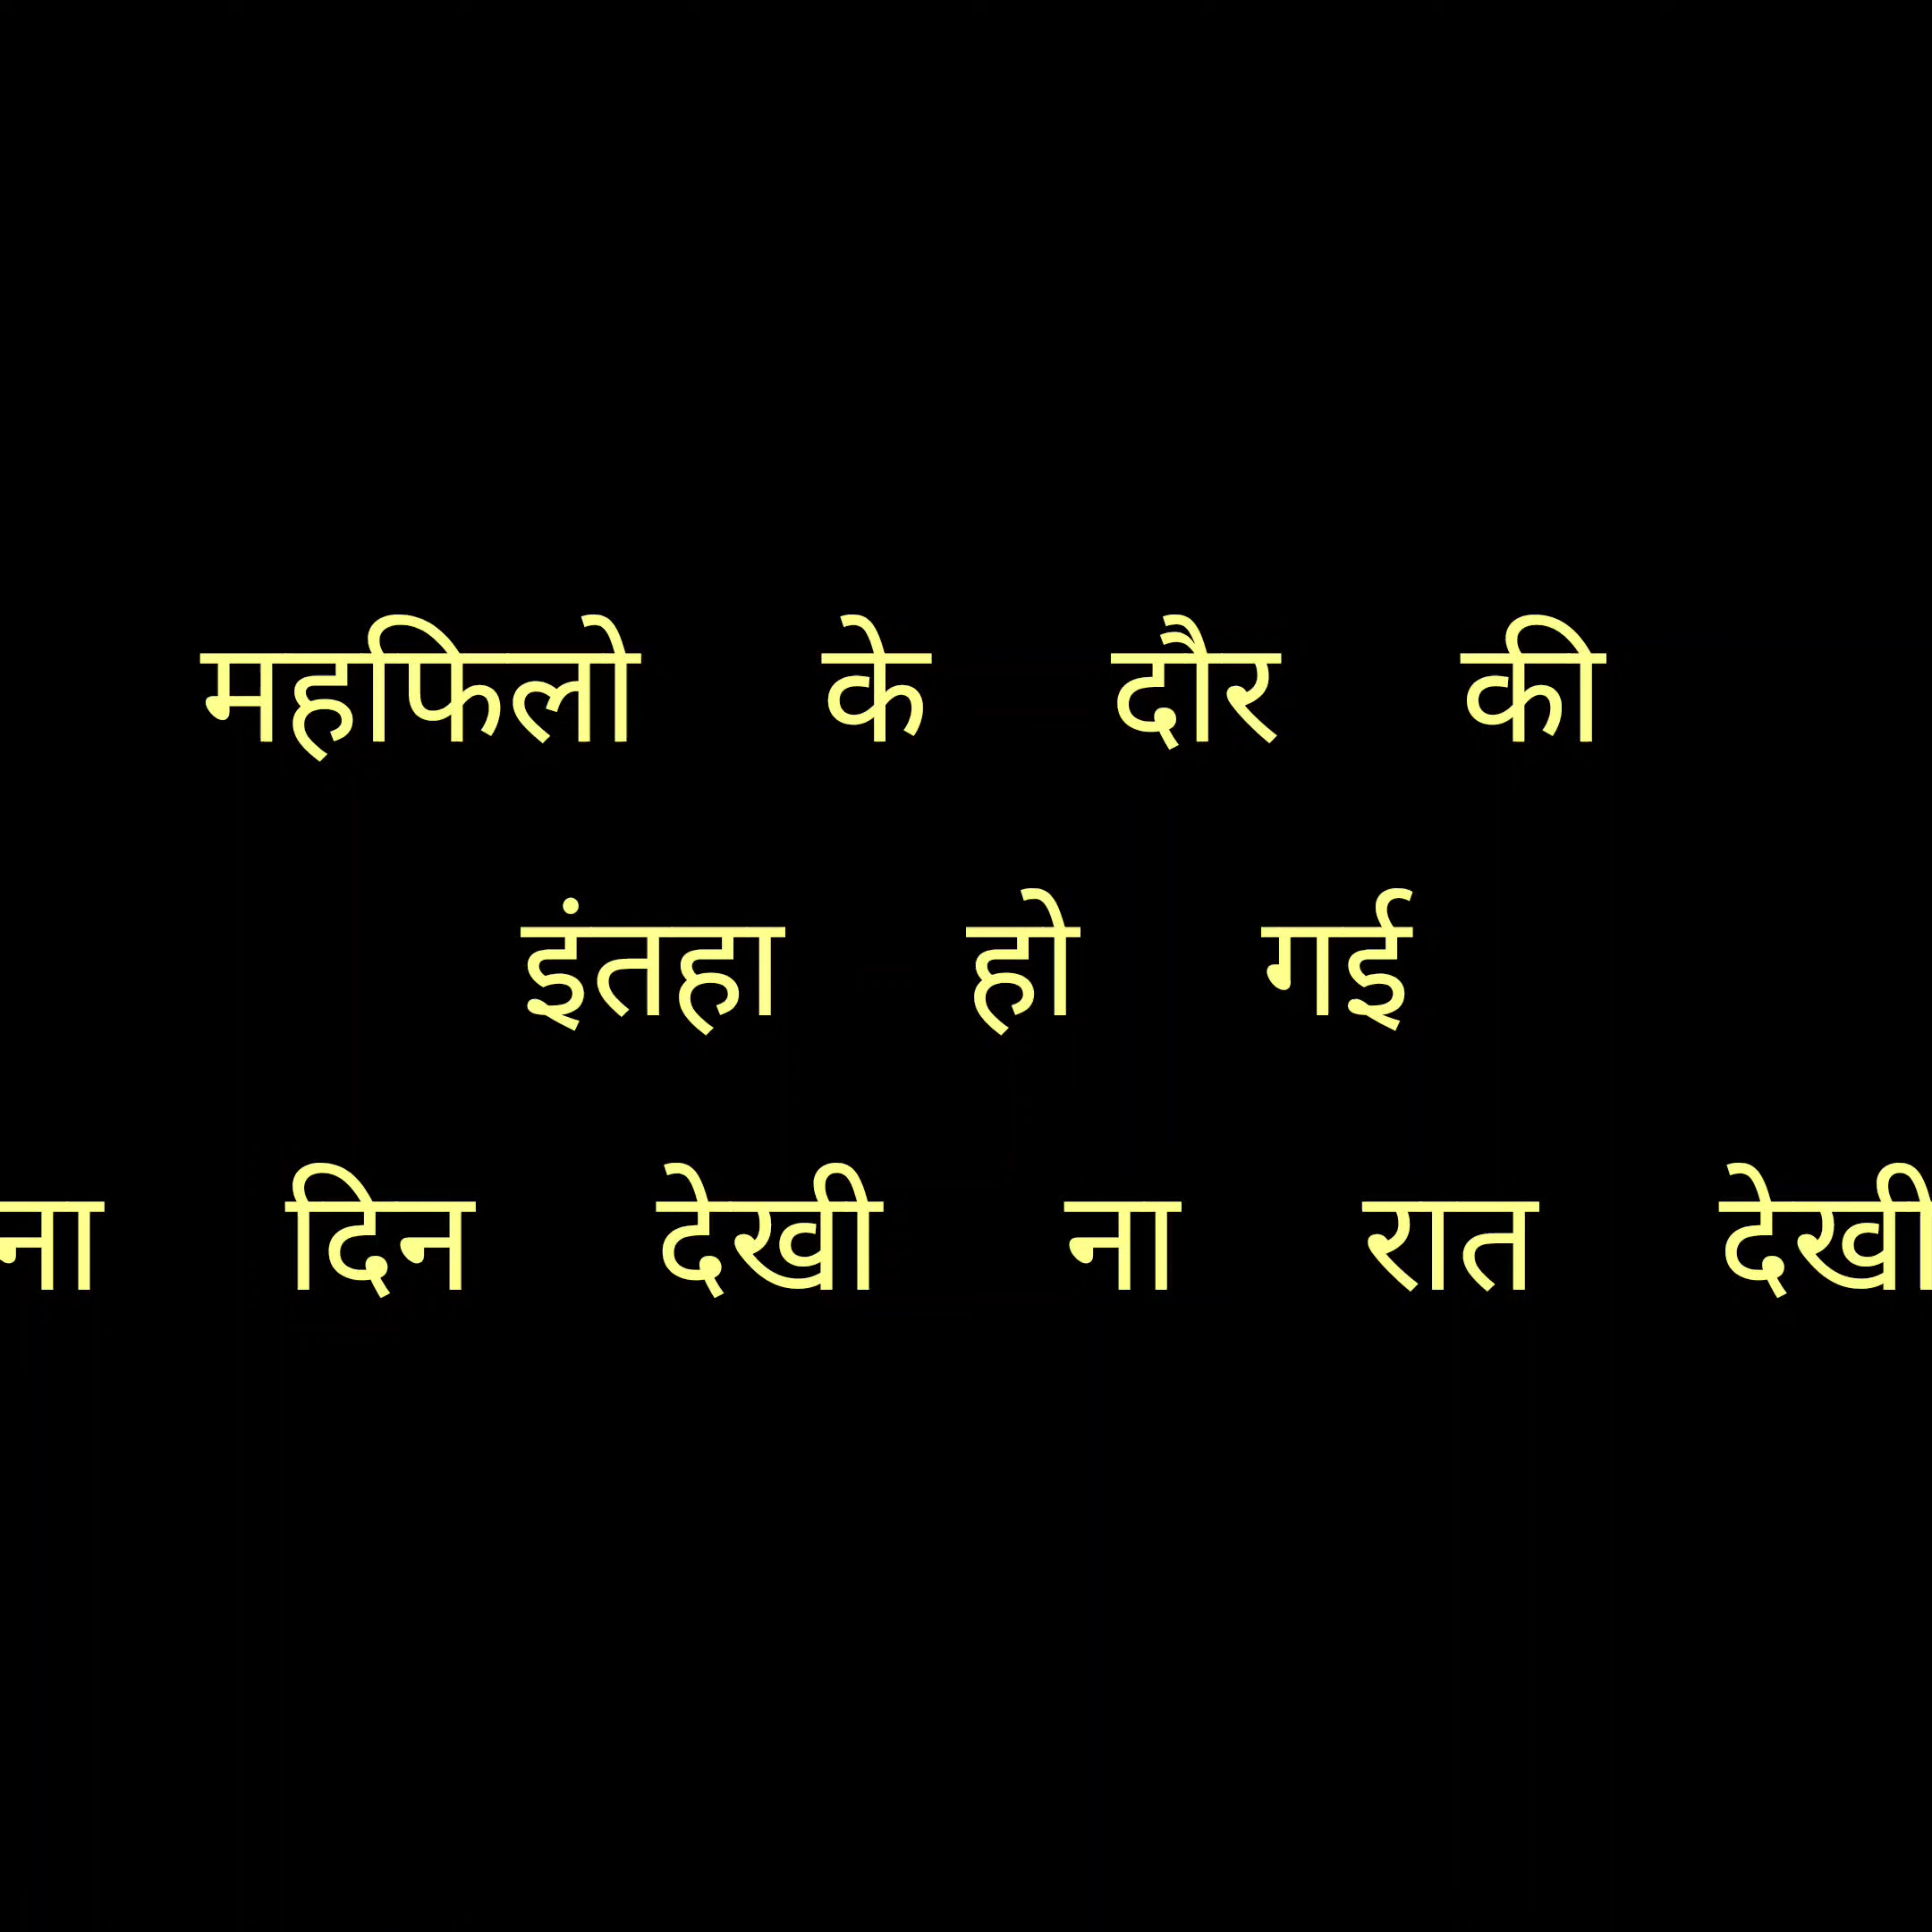 महफिलो के दौर की
इंतहा हो गई
ना दिन देखी ना रात देखी